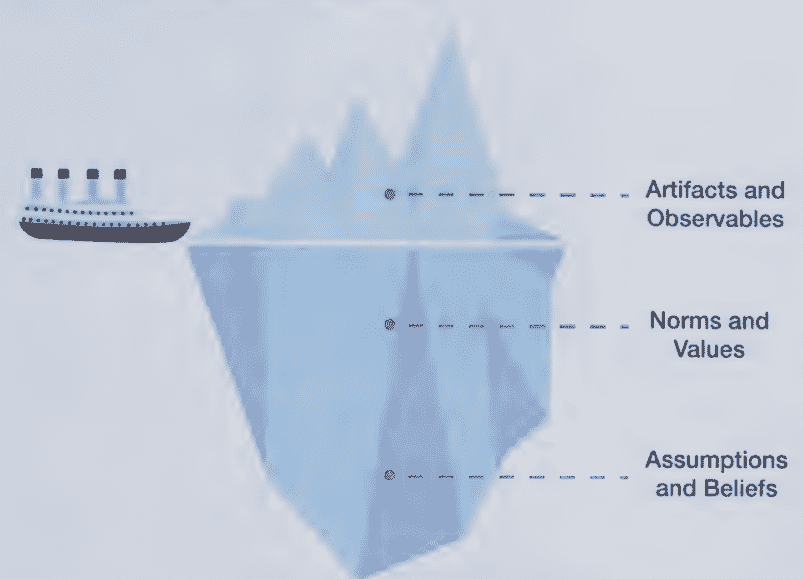 Artifacts and
Observables
Norms and
Values
Assumptions
and Beliefs